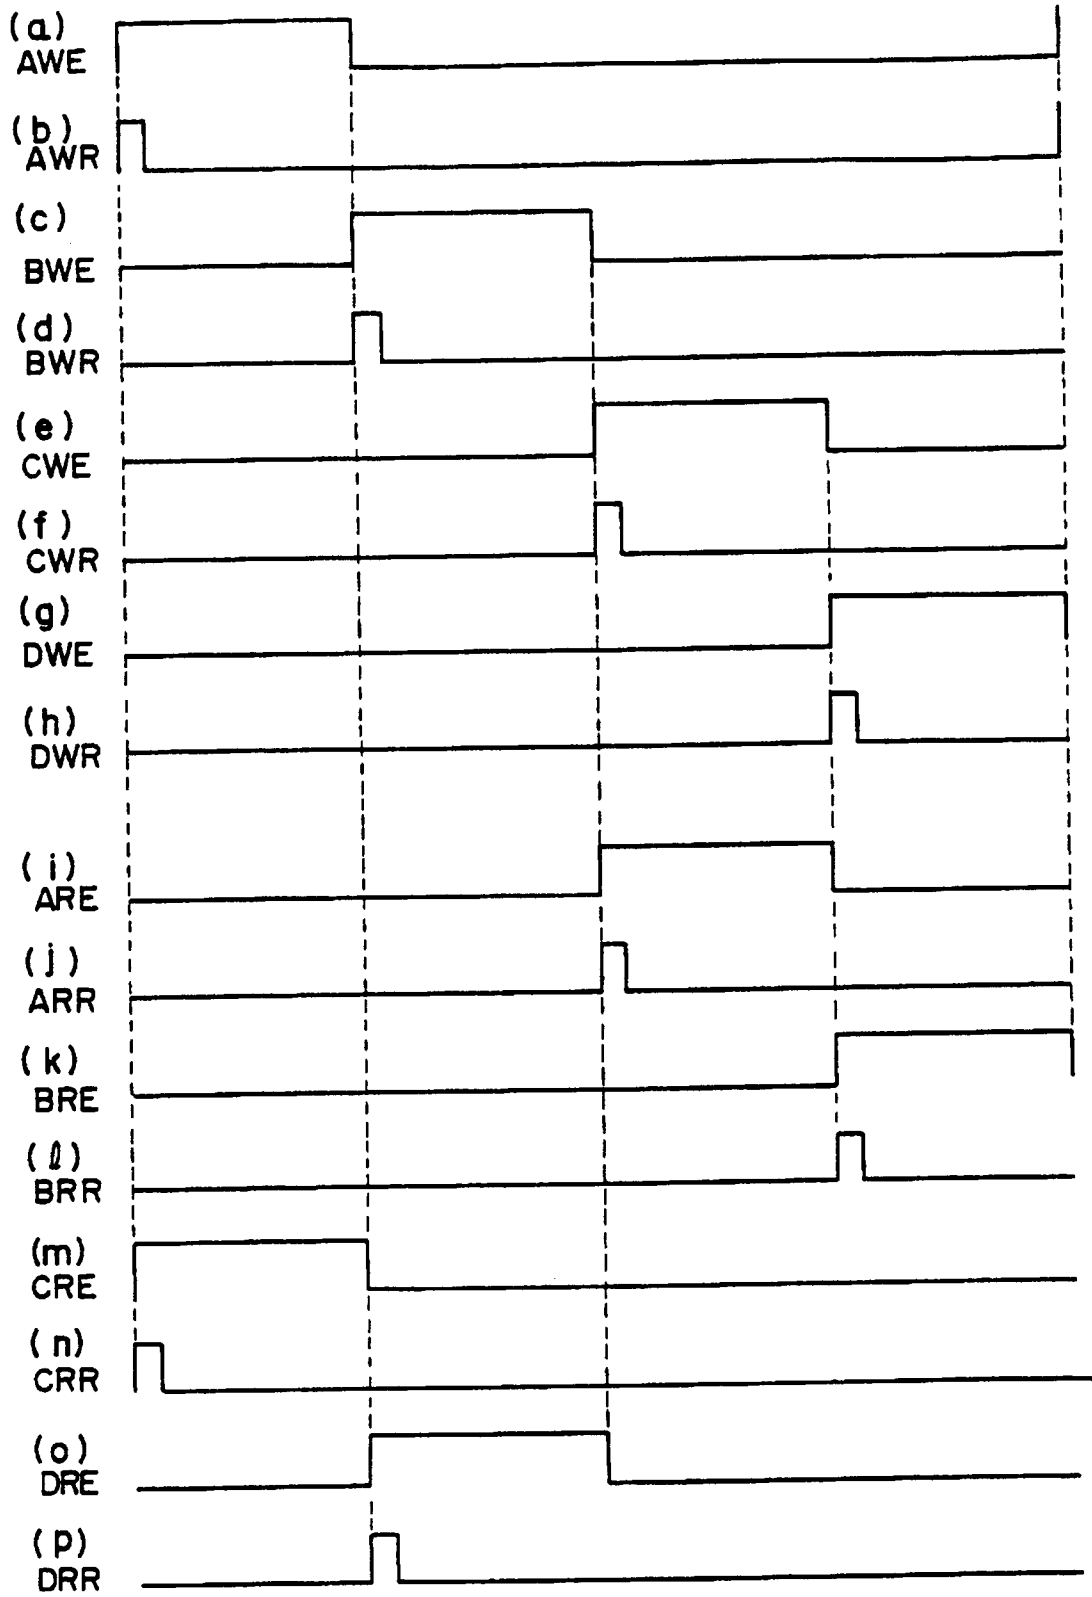 (a)
AWE
(b)
AWR
(c)
BWE
(d)
BWR
(e)
CWE
(f)
CWR
(g)
DWE
(h)
DWR
(i)
ARE
(j)
ARR
(k)
BRE
(l)
BRR
(m)
CRE
(n)
CRR
(o)
DRE
(p)
DRR